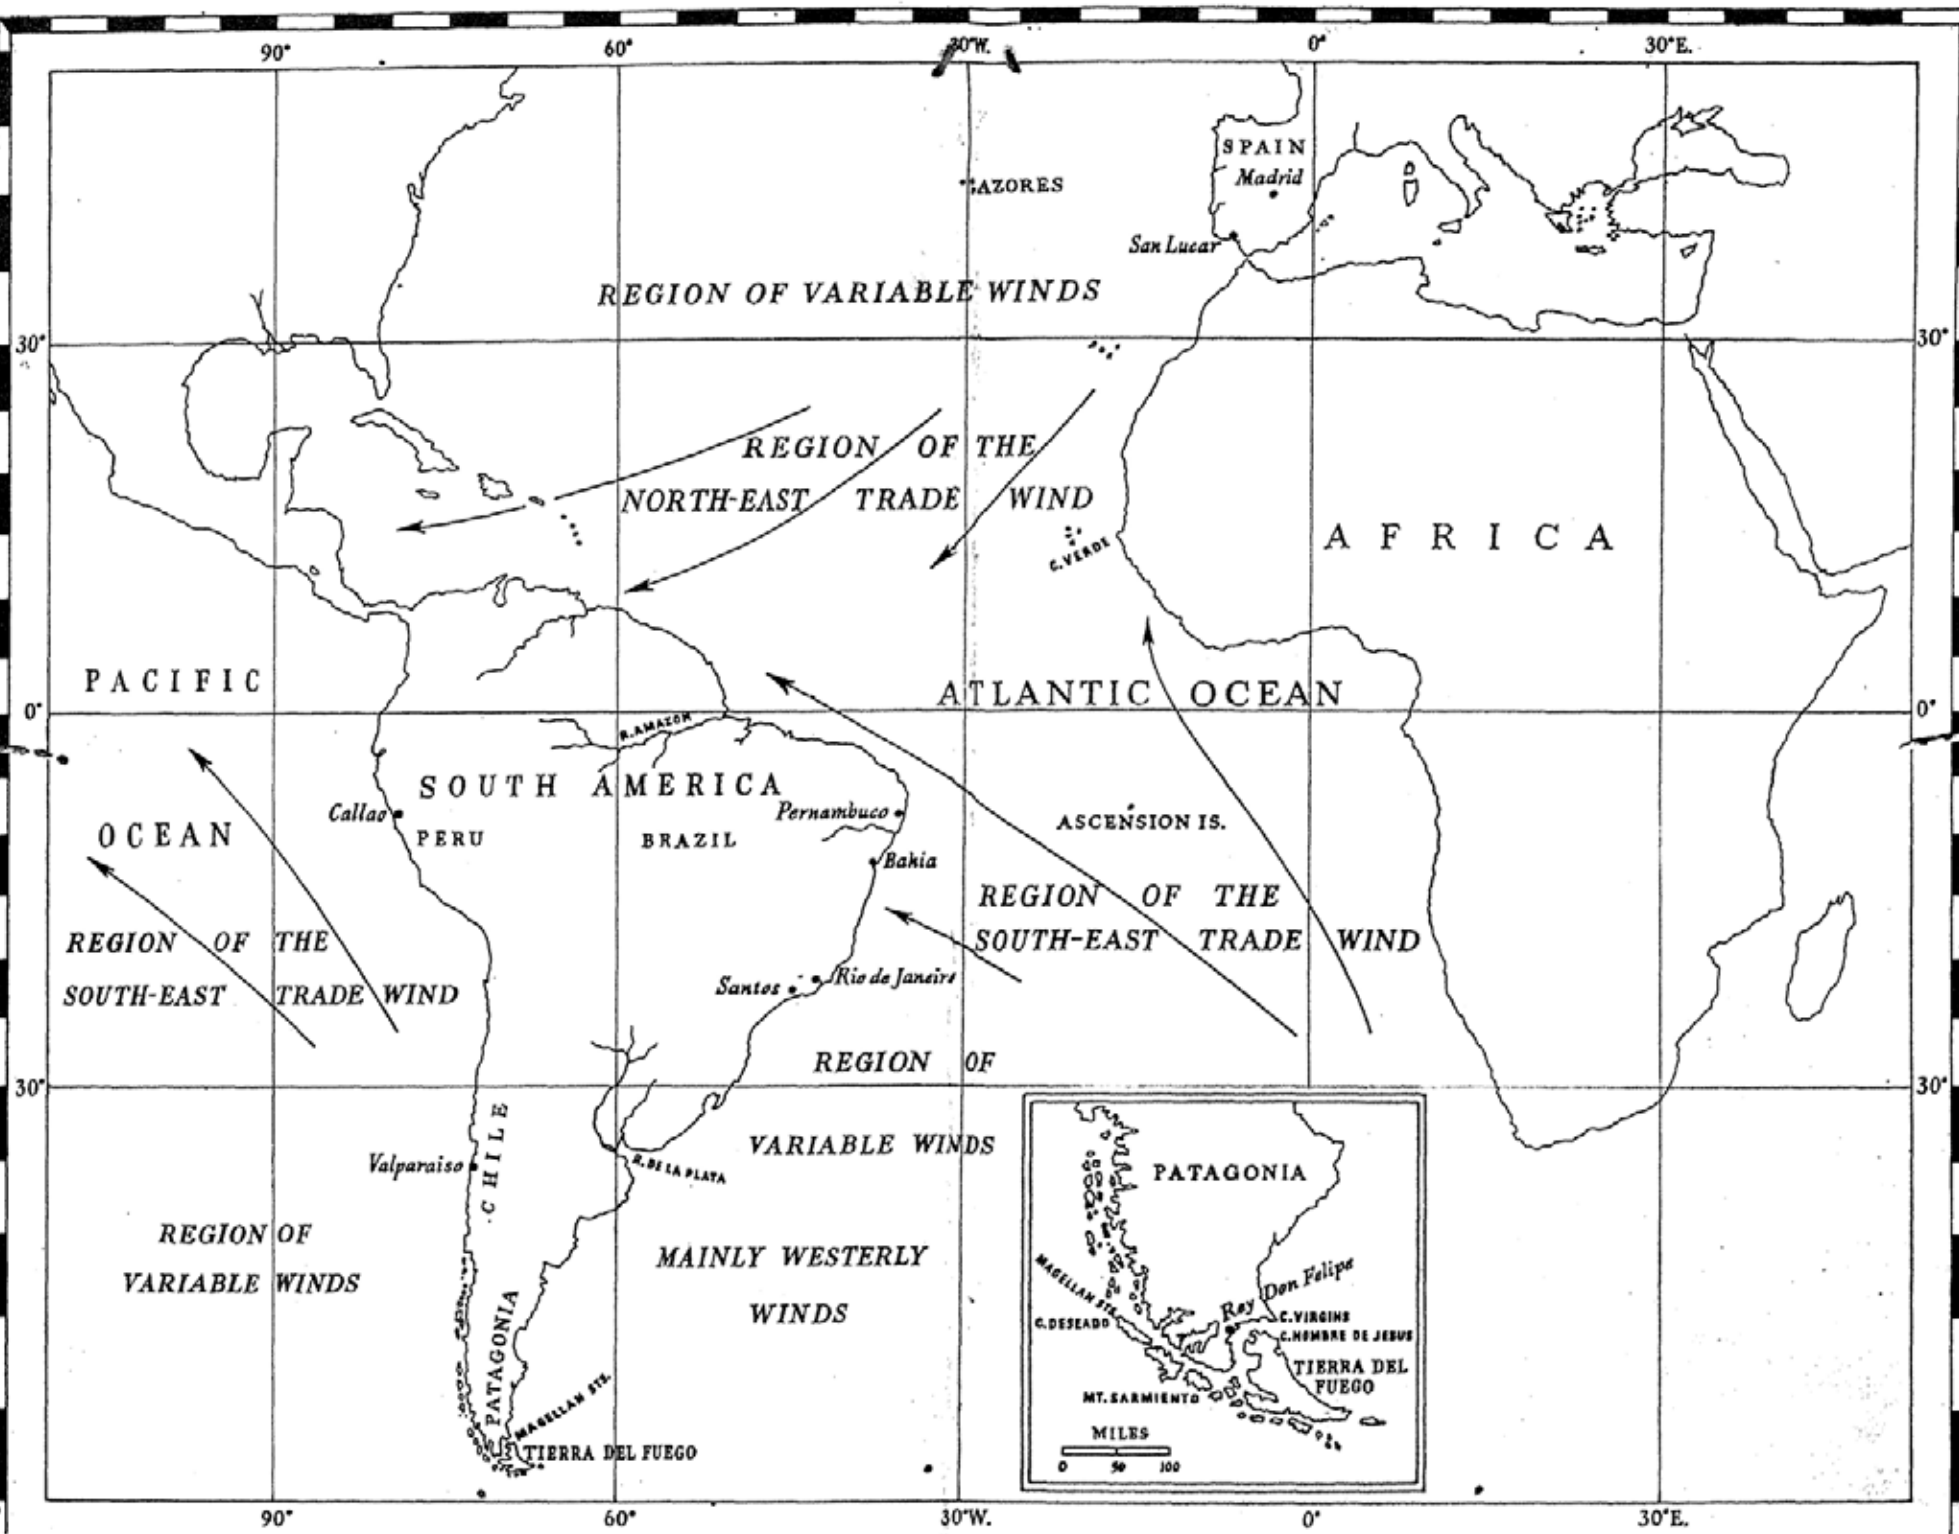 90° 60° 30°W. 0° 30°E.
SPAIN
Madrid
AZORES
San Lucar
REGION OF VARIABLE WINDS
30° 30°
REGION OF THE
NORTH-EAST TRADE WIND
C. VERDE
AFRICA
PACIFIC
ATLANTIC OCEAN
0° 0°
R. AMAZON
SOUTH AMERICA
Callao
Pernambuco
ASCENSION IS.
OCEAN
PERU
BRAZIL
Bahia
REGION OF THE
SOUTH-EAST TRADE WIND
REGION OF THE
SOUTH-EAST TRADE WIND
Santos
Rio de Janeiro
REGION OF
30° 30°
VARIABLE WINDS
CHILE
Valparaiso
R. DE LA PLATA
REGION OF
VARIABLE WINDS
MAINLY WESTERLY
WINDS
PATAGONIA
MAGELLAN STS.
TIERRA DEL FUEGO
PATAGONIA
MAGELLAN STS.
Rey Don Felipe
C. DESEADO
C. VIRGINS
C. NOMBRE DE JESUS
TIERRA DEL
FUEGO
MT. SARMIENTO
MILES
0 50 100
90° 60° 30°W. 0° 30°E.